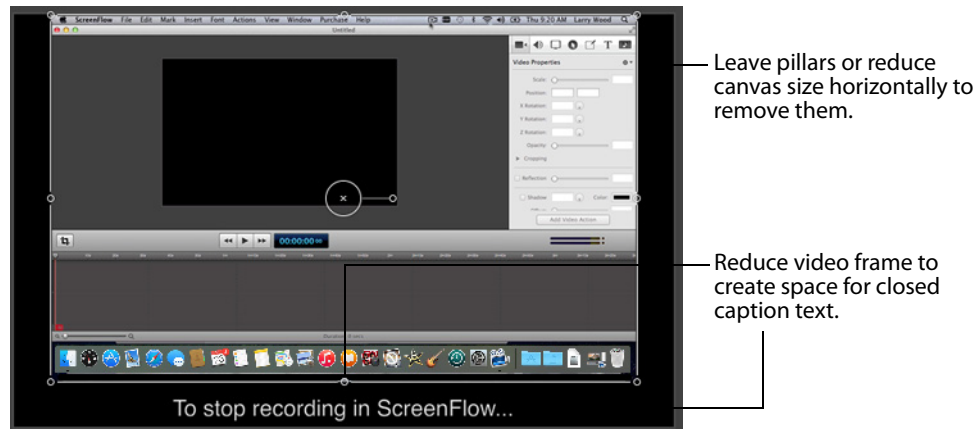 ScreenFlow File Edit Mark Insert Font Actions View Window Purchase Help Thu 9:20 AM Larry Wood
Untitled
T
Video Properties
Scale:
Position:
X Rotation:
Y Rotation:
Z Rotation:
Opacity:
Cropping
Reflection
Shadow Color:
Add Video Action
00:00:00
Leave pillars or reduce
canvas size horizontally to
remove them.
Reduce video frame to
create space for closed
caption text.
To stop recording in ScreenFlow...